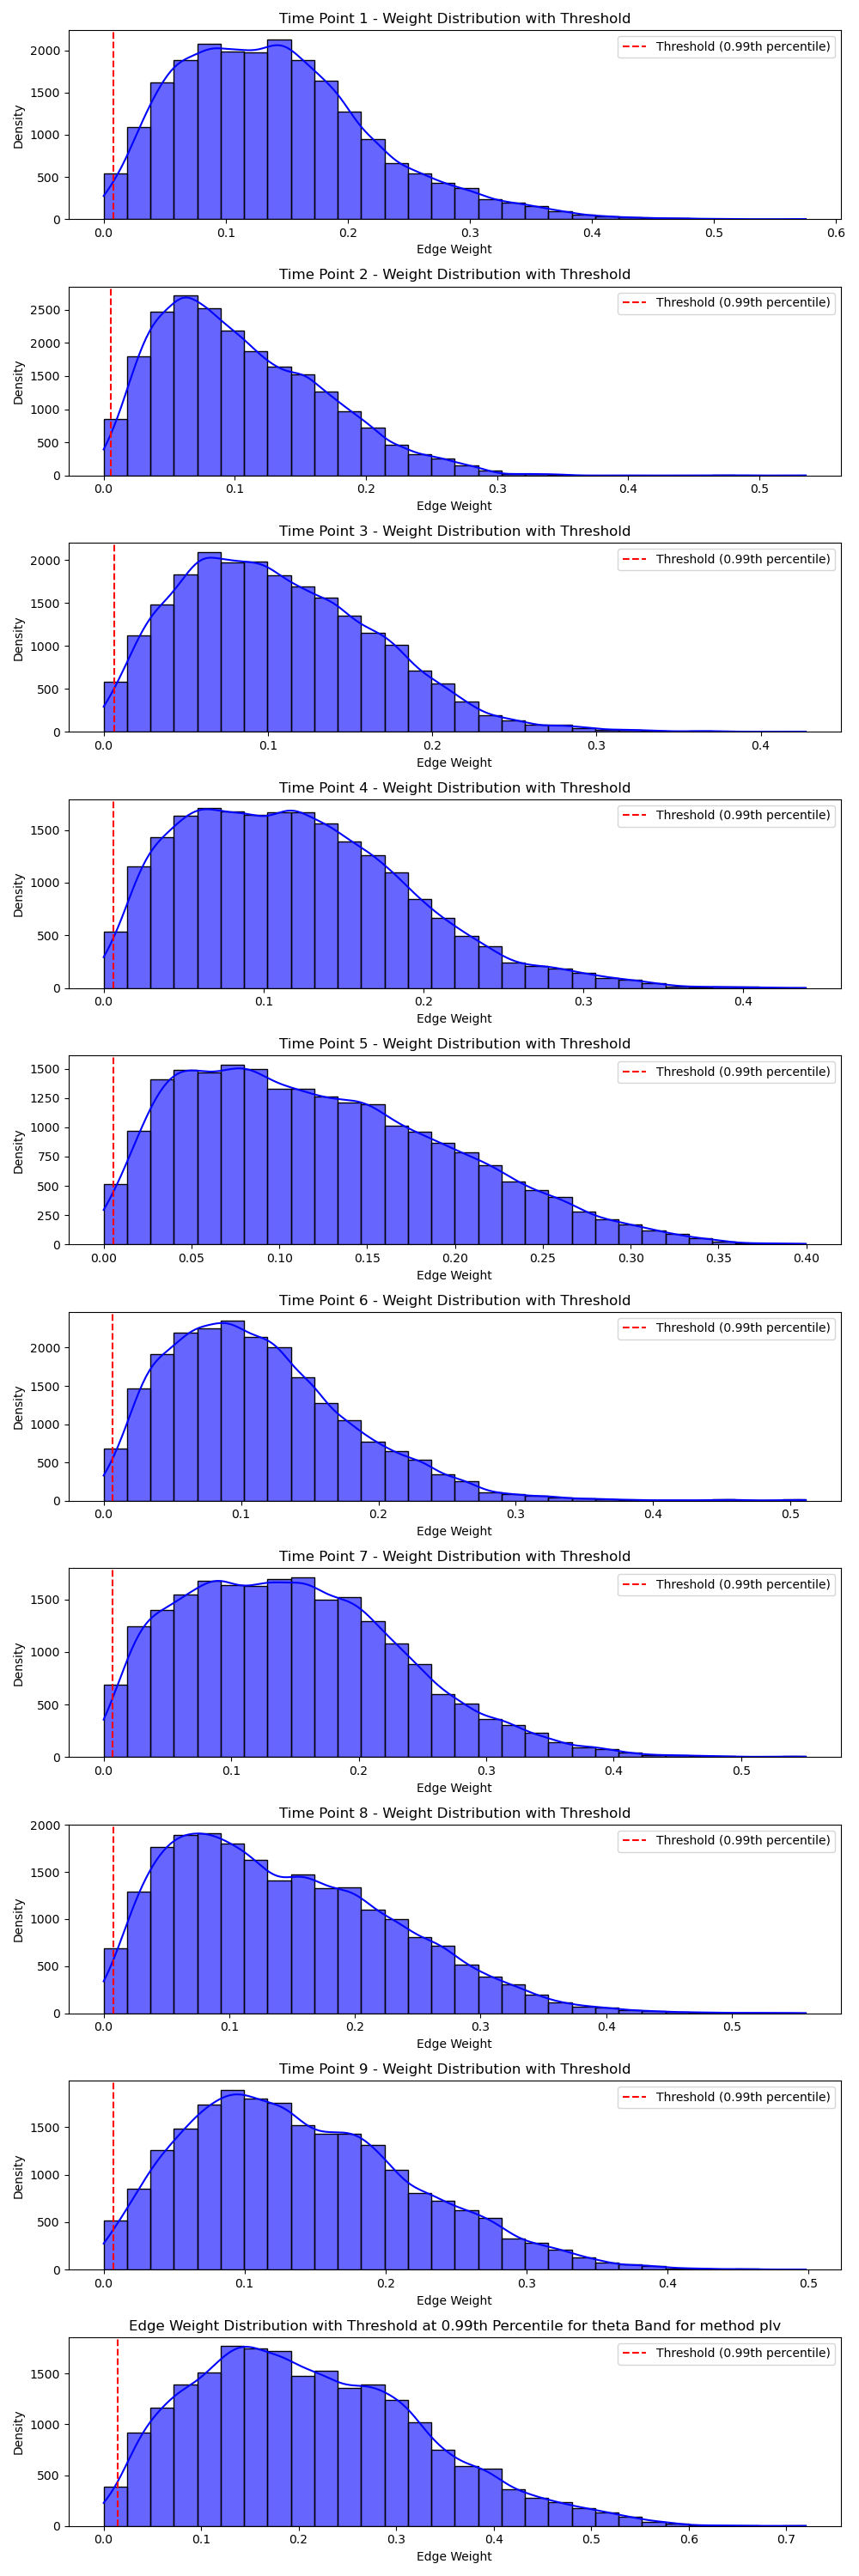 Time Point 1 - Weight Distribution with Threshold
Threshold (0.99th percentile)
Density
2000
1500
1000
500
0
0.0 0.1 0.2 0.3 0.4 0.5 0.6
Edge Weight
Time Point 2 - Weight Distribution with Threshold
Threshold (0.99th percentile)
Density
2500
2000
1500
1000
500
0
0.0 0.1 0.2 0.3 0.4 0.5
Edge Weight
Time Point 3 - Weight Distribution with Threshold
Threshold (0.99th percentile)
Density
2000
1500
1000
500
0
0.0 0.1 0.2 0.3 0.4
Edge Weight
Time Point 4 - Weight Distribution with Threshold
Threshold (0.99th percentile)
Density
1500
1000
500
0
0.0 0.1 0.2 0.3 0.4
Edge Weight
Time Point 5 - Weight Distribution with Threshold
Threshold (0.99th percentile)
Density
1500
1250
1000
750
500
250
0
0.00 0.05 0.10 0.15 0.20 0.25 0.30 0.35 0.40
Edge Weight
Time Point 6 - Weight Distribution with Threshold
Threshold (0.99th percentile)
Density
2000
1500
1000
500
0
0.0 0.1 0.2 0.3 0.4 0.5
Edge Weight
Time Point 7 - Weight Distribution with Threshold
Threshold (0.99th percentile)
Density
1500
1000
500
0
0.0 0.1 0.2 0.3 0.4 0.5
Edge Weight
Time Point 8 - Weight Distribution with Threshold
Threshold (0.99th percentile)
Density
2000
1500
1000
500
0
0.0 0.1 0.2 0.3 0.4 0.5
Edge Weight
Time Point 9 - Weight Distribution with Threshold
Threshold (0.99th percentile)
Density
1500
1000
500
0
0.0 0.1 0.2 0.3 0.4 0.5
Edge Weight
Edge Weight Distribution with Threshold at 0.99th Percentile for theta Band for method plv
Threshold (0.99th percentile)
Density
1500
1000
500
0
0.0 0.1 0.2 0.3 0.4 0.5 0.6 0.7
Edge Weight